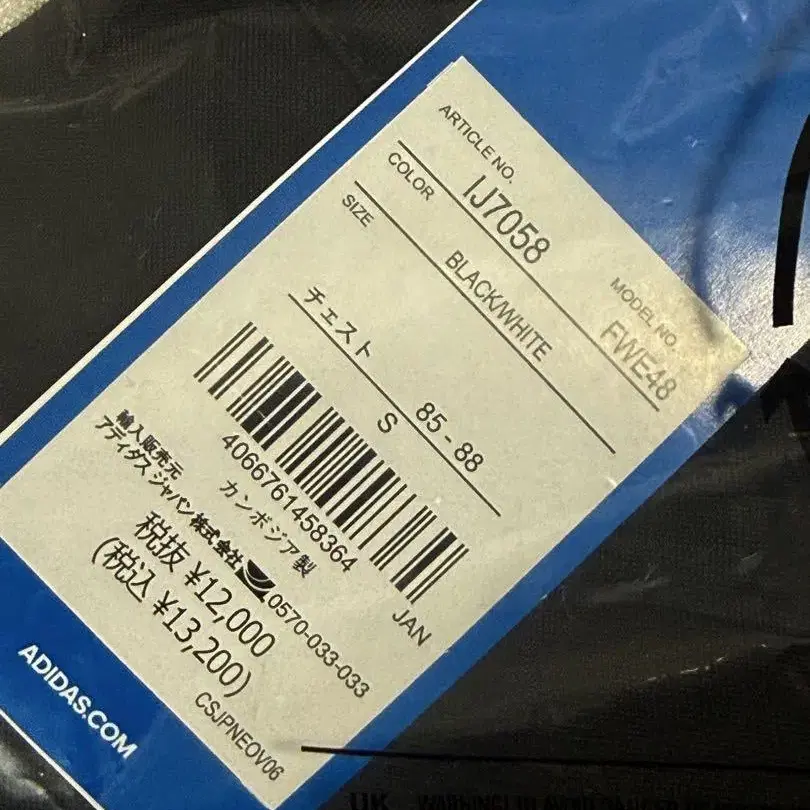 ARTICLE NO.
IJ7058
MODEL NO.
FWE48
COLOR
BLACK/WHITE
SIZE
チェスト 85 - 88
S
4066761458364
JAN
カンボジア製
輸入販売元
アディダス ジャパン株式会社 0570-033-033
税抜 ¥12,000
(税込 ¥13,200)
CSJPNEOV06
ADIDAS.COM
UK WARNING!